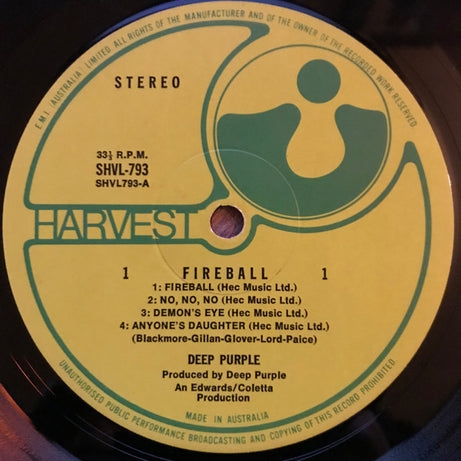 E.M.I. (AUSTRALIA) LIMITED. ALL RIGHTS OF THE MANUFACTURER AND OF THE OWNER OF THE RECORDED WORK RESERVED
STEREO
33⅓ R.P.M.
SHVL-793
SHVL793-A
HARVEST
1 FIREBALL 1
1: FIREBALL (Hec Music Ltd.)
2: NO, NO, NO (Hec Music Ltd.)
3: DEMON'S EYE (Hec Music Ltd.)
4: ANYONE'S DAUGHTER (Hec Music Ltd.)
(Blackmore-Gillan-Glover-Lord-Paice)
DEEP PURPLE
Produced by Deep Purple
An Edwards/Coletta
Production
MADE IN AUSTRALIA
UNAUTHORISED PUBLIC PERFORMANCE BROADCASTING AND COPYING OF THIS RECORD PROHIBITED